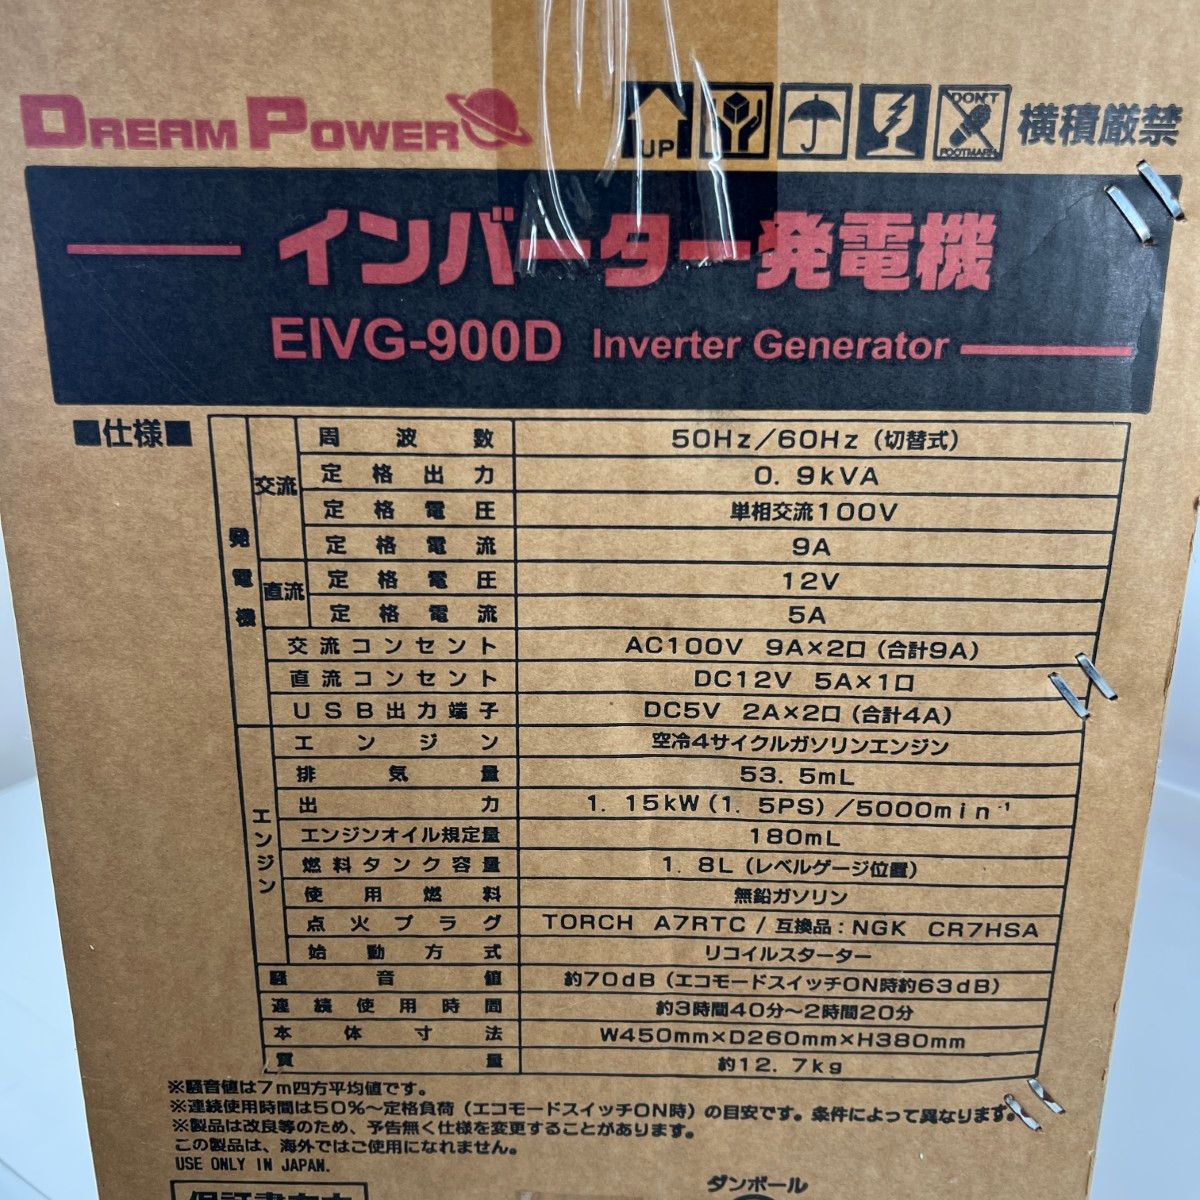 DREAM POWER
UP
DON'T
FOOTMARK
横積厳禁
インバーター発電機
EIVG-900D Inverter Generator
■仕様■
発電機
交流
周波数 50Hz/60Hz (切替式)
定格出力 0.9kVA
定格電圧 単相交流100V
定格電流 9A
直流
定格電圧 12V
定格電流 5A
交流コンセント AC100V 9A×2口 (合計9A)
直流コンセント DC12V 5A×1口
USB出力端子 DC5V 2A×2口 (合計4A)
エンジン
エンジン 空冷4サイクルガソリンエンジン
排気量 53.5mL
出力 1.15kW (1.5PS) /5000min⁻¹
エンジンオイル規定量 180mL
燃料タンク容量 1.8L (レベルゲージ位置)
使用燃料 無鉛ガソリン
点火プラグ TORCH A7RTC / 互換品:NGK CR7HSA
始動方式 リコイルスターター
騒音値 約70dB (エコモードスイッチON時約63dB)
連続使用時間 約3時間40分~2時間20分
本体寸法 W450mm×D260mm×H380mm
質量 約12.7kg
※騒音値は7m四方平均値です。
※連続使用時間は50%~定格負荷 (エコモードスイッチON時) の目安です。条件によって異なります。
※製品は改良等のため、予告無く仕様を変更することがあります。
この製品は、海外ではご使用になれません。
USE ONLY IN JAPAN.
ダンボール